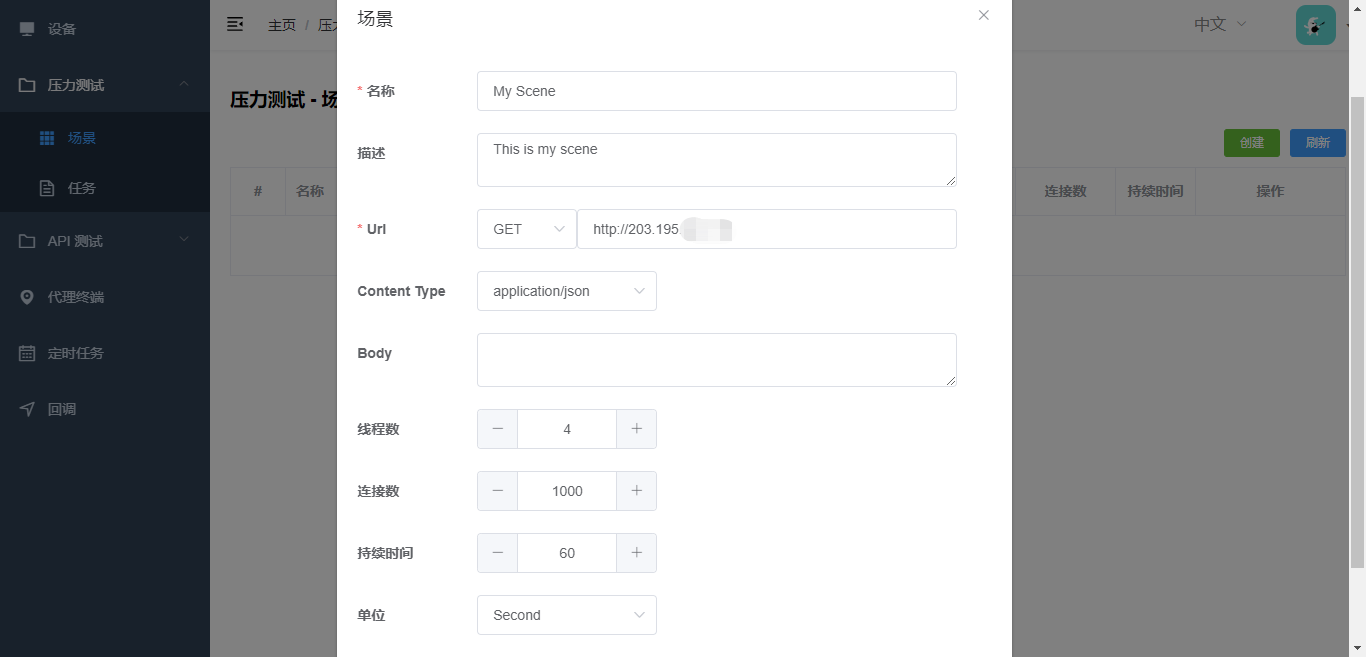 设备
压力测试
场景
任务
API 测试
代理终端
定时任务
回调
主页 / 压
中文
压力测试 - 场
创建
刷新
# 名称 连接数 持续时间 操作
场景
* 名称 My Scene
描述 This is my scene
* Url GET http://203.195.
Content Type application/json
Body
线程数 4
连接数 1000
持续时间 60
单位 Second